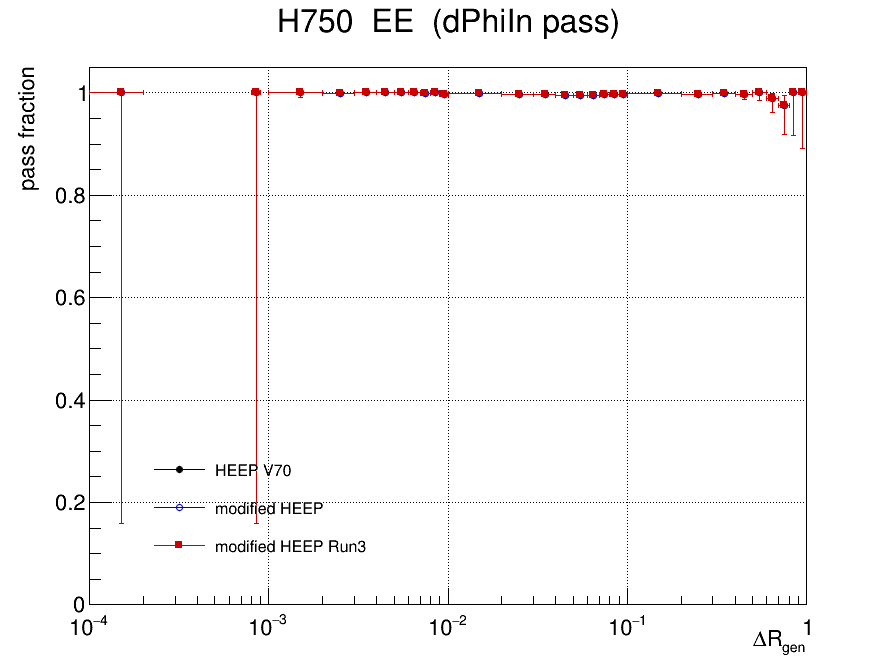 H750 EE (dPhiIn pass)
pass fraction
1
0.8
0.6
0.4
0.2
0
HEEP V70
modified HEEP
modified HEEP Run3
10⁻⁴ 10⁻³ 10⁻² 10⁻¹ 1
ΔR_gen